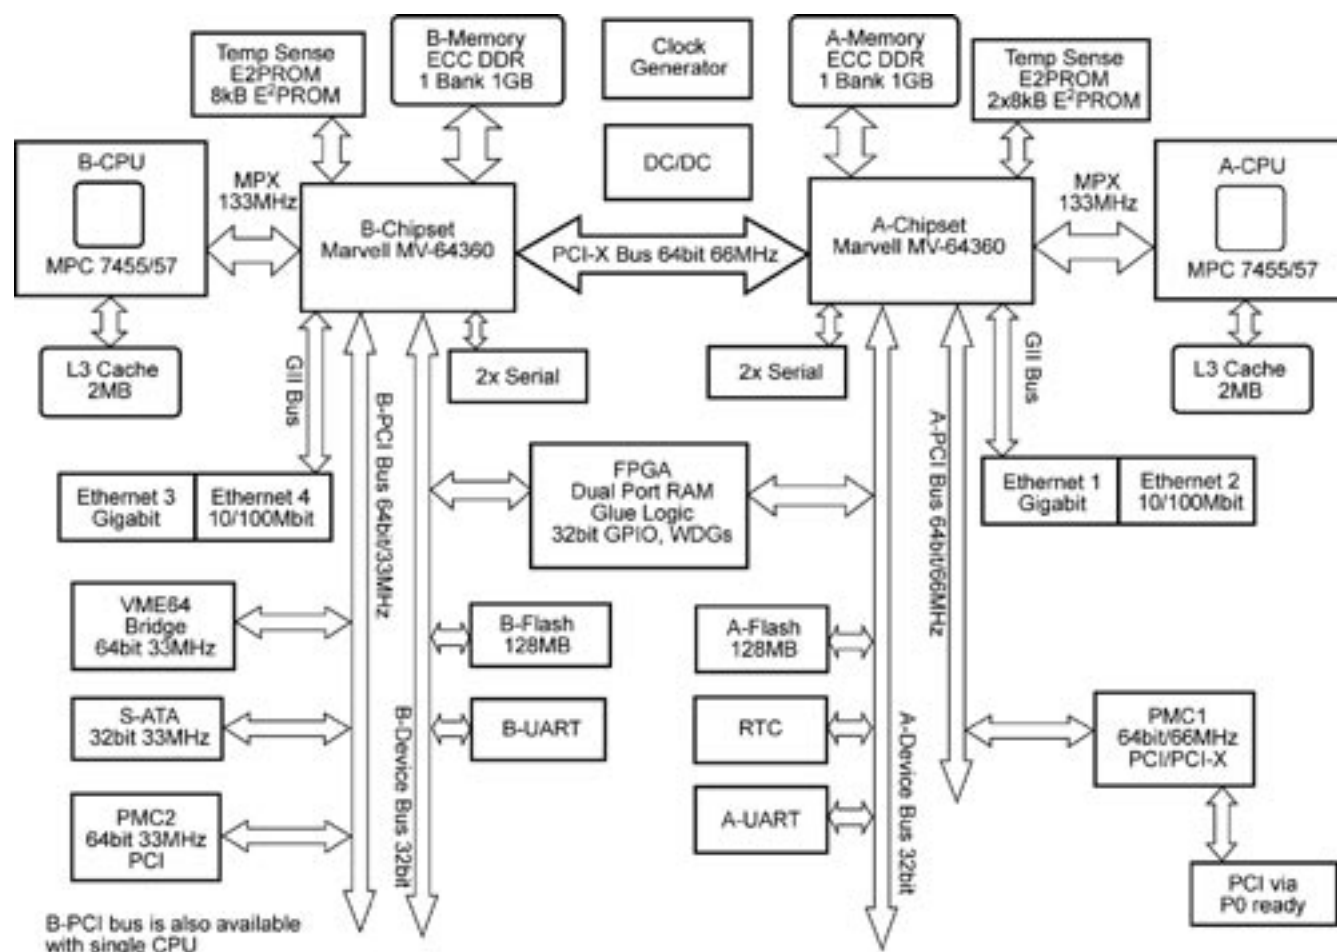 Temp Sense
E2PROM
8kB E²PROM
B-Memory
ECC DDR
1 Bank 1GB
Clock
Generator
A-Memory
ECC DDR
1 Bank 1GB
Temp Sense
E2PROM
2x8kB E²PROM
B-CPU
MPC 7455/57
MPX
133MHz
B-Chipset
Marvell MV-64360
DC/DC
PCI-X Bus 64bit 66MHz
A-Chipset
Marvell MV-64360
MPX
133MHz
A-CPU
MPC 7455/57
L3 Cache
2MB
GII Bus
2x Serial
2x Serial
GII Bus
L3 Cache
2MB
B-PCI Bus 64bit/33MHz
A-PCI Bus 64bit/66MHz
Ethernet 3
Gigabit
Ethernet 4
10/100Mbit
FPGA
Dual Port RAM
Glue Logic
32bit GPIO, WDGs
Ethernet 1
Gigabit
Ethernet 2
10/100Mbit
VME64
Bridge
64bit 33MHz
B-Flash
128MB
A-Flash
128MB
S-ATA
32bit 33MHz
B-Device Bus 32bit
B-UART
RTC
A-Device Bus 32bit
PMC1
64bit/66MHz
PCI/PCI-X
PMC2
64bit 33MHz
PCI
A-UART
PCI via
P0 ready
B-PCI bus is also available
with single CPU